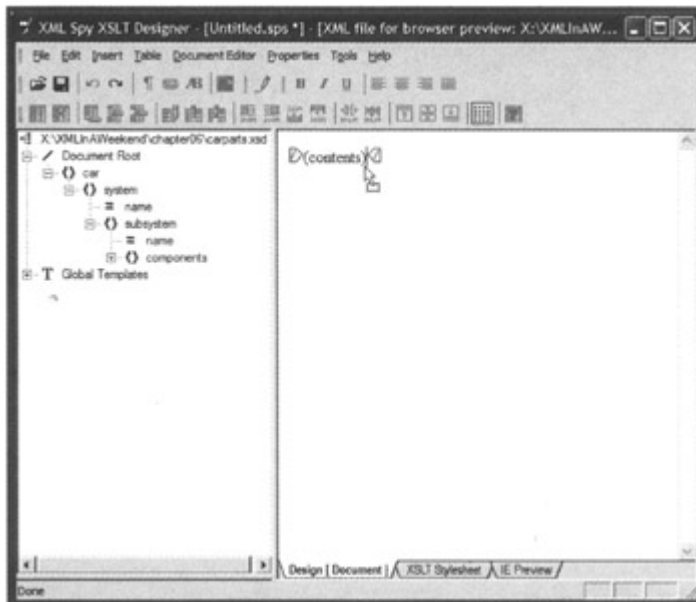 XML Spy XSLT Designer - [Untitled.sps *] - [XML file for browser preview: X:\XMLInAW...
File Edit Insert Table Document Editor Properties Tools Help
X:\XMLInAWeekend\chapter05\carparts.xsd
Document Root
car
system
name
subsystem
name
components
Global Templates
(contents)
Design [ Document ]
XSLT Stylesheet
IE Preview
Done